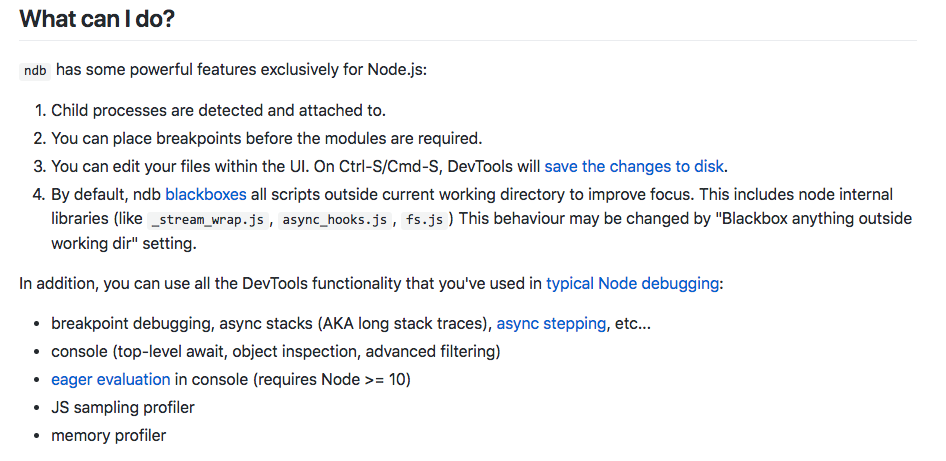 What can I do?
ndb has some powerful features exclusively for Node.js:
1. Child processes are detected and attached to.
2. You can place breakpoints before the modules are required.
3. You can edit your files within the UI. On Ctrl-S/Cmd-S, DevTools will save the changes to disk.
4. By default, ndb blackboxes all scripts outside current working directory to improve focus. This includes node internal
libraries (like _stream_wrap.js , async_hooks.js , fs.js ) This behaviour may be changed by "Blackbox anything outside
working dir" setting.
In addition, you can use all the DevTools functionality that you've used in typical Node debugging:
• breakpoint debugging, async stacks (AKA long stack traces), async stepping, etc...
• console (top-level await, object inspection, advanced filtering)
• eager evaluation in console (requires Node >= 10)
• JS sampling profiler
• memory profiler